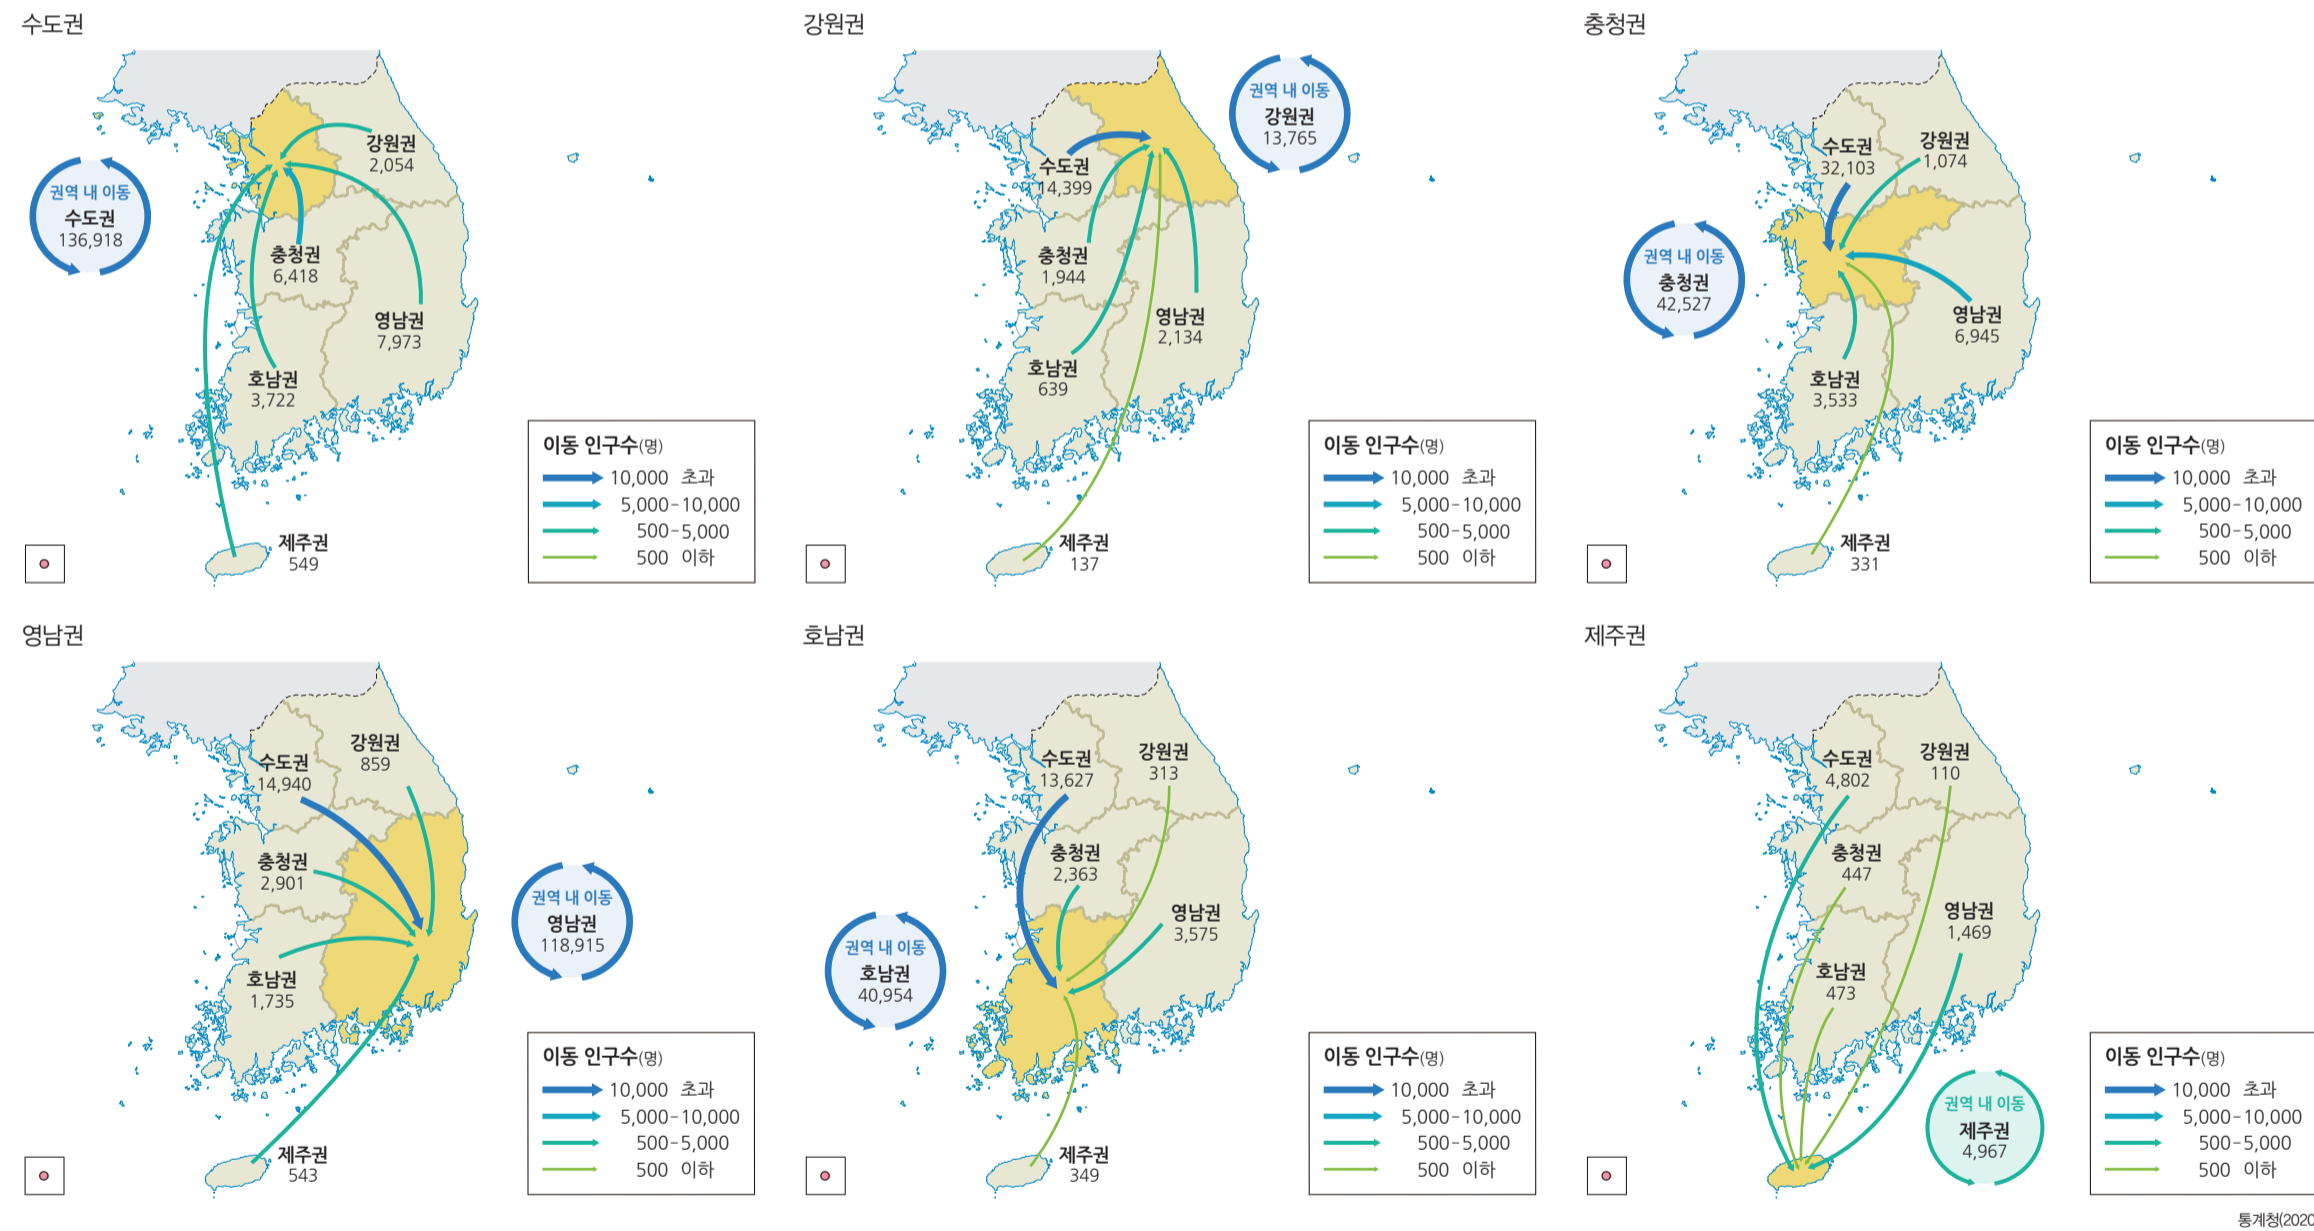 수도권
권역 내 이동
수도권
136,918
강원권
2,054
충청권
6,418
영남권
7,973
호남권
3,722
제주권
549
이동 인구수(명)
10,000 초과
5,000-10,000
500-5,000
500 이하
강원권
권역 내 이동
강원권
13,765
수도권
14,399
충청권
1,944
영남권
2,134
호남권
639
제주권
137
이동 인구수(명)
10,000 초과
5,000-10,000
500-5,000
500 이하
충청권
수도권
32,103
강원권
1,074
권역 내 이동
충청권
42,527
영남권
6,945
호남권
3,533
제주권
331
이동 인구수(명)
10,000 초과
5,000-10,000
500-5,000
500 이하
영남권
강원권
859
수도권
14,940
충청권
2,901
권역 내 이동
영남권
118,915
호남권
1,735
제주권
543
이동 인구수(명)
10,000 초과
5,000-10,000
500-5,000
500 이하
호남권
수도권
13,627
강원권
313
충청권
2,363
영남권
3,575
권역 내 이동
호남권
40,954
제주권
349
이동 인구수(명)
10,000 초과
5,000-10,000
500-5,000
500 이하
제주권
수도권
4,802
강원권
110
충청권
447
영남권
1,469
호남권
473
권역 내 이동
제주권
4,967
이동 인구수(명)
10,000 초과
5,000-10,000
500-5,000
500 이하
통계청(2020